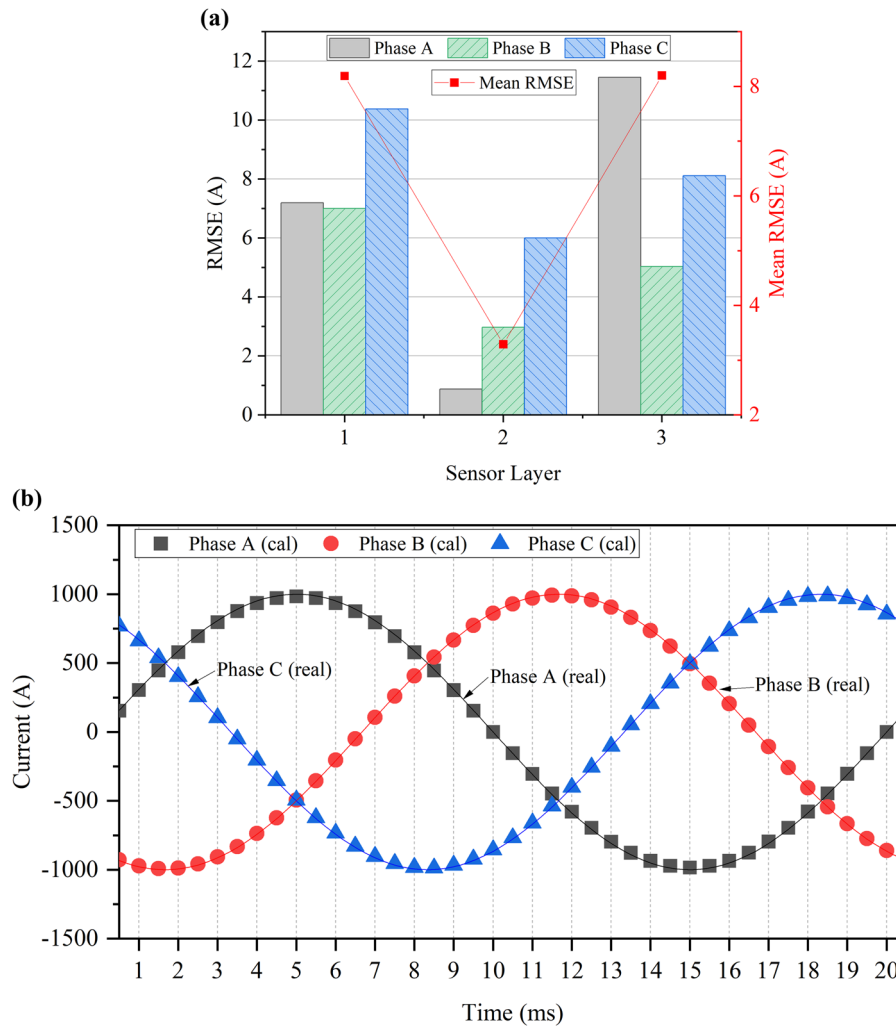 (a)
Phase A Phase B Phase C
Mean RMSE
12
10
8
6
4
2
0
RMSE (A)
8
6
4
2
Mean RMSE (A)
1 2 3
Sensor Layer
(b)
1500
1000
500
0
-500
-1000
-1500
Current (A)
Phase A (cal) Phase B (cal) Phase C (cal)
Phase C (real)
Phase A (real)
Phase B (real)
1 2 3 4 5 6 7 8 9 10 11 12 13 14 15 16 17 18 19 20
Time (ms)